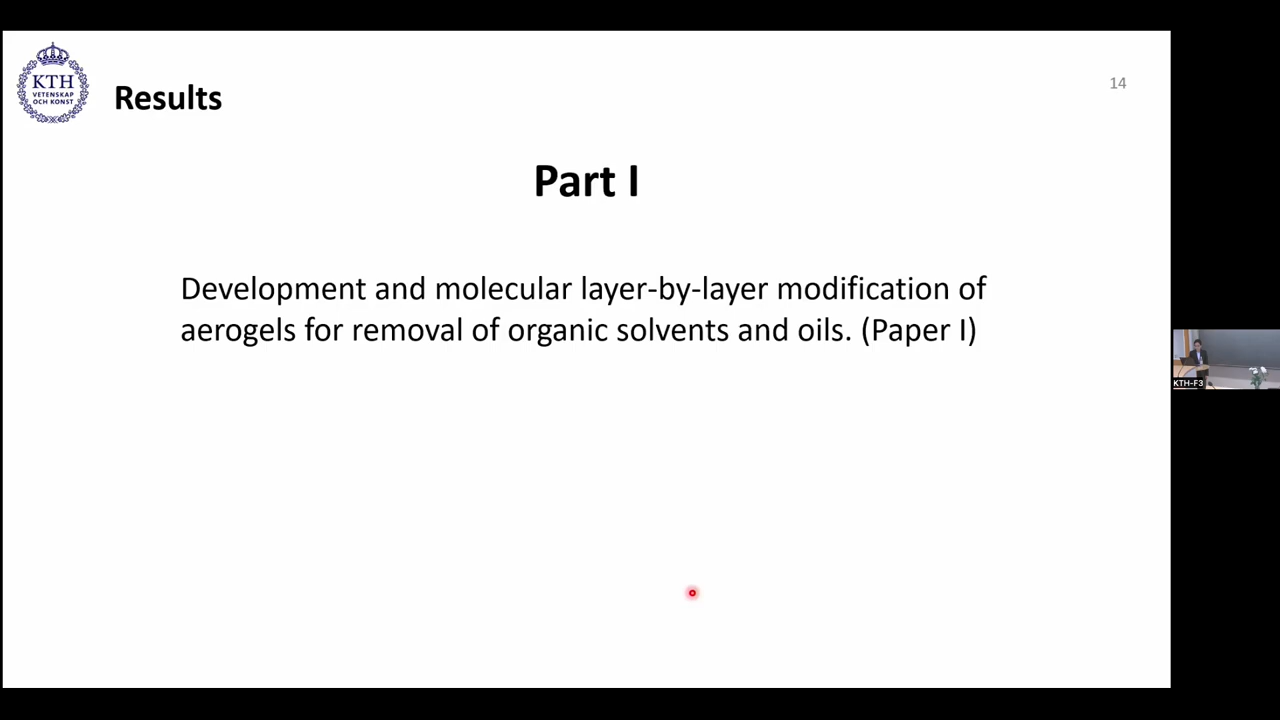 KTH
VETENSKAP
OCH KONST
Results
14
Part I
Development and molecular layer-by-layer modification of
aerogels for removal of organic solvents and oils. (Paper I)
KTH-F3